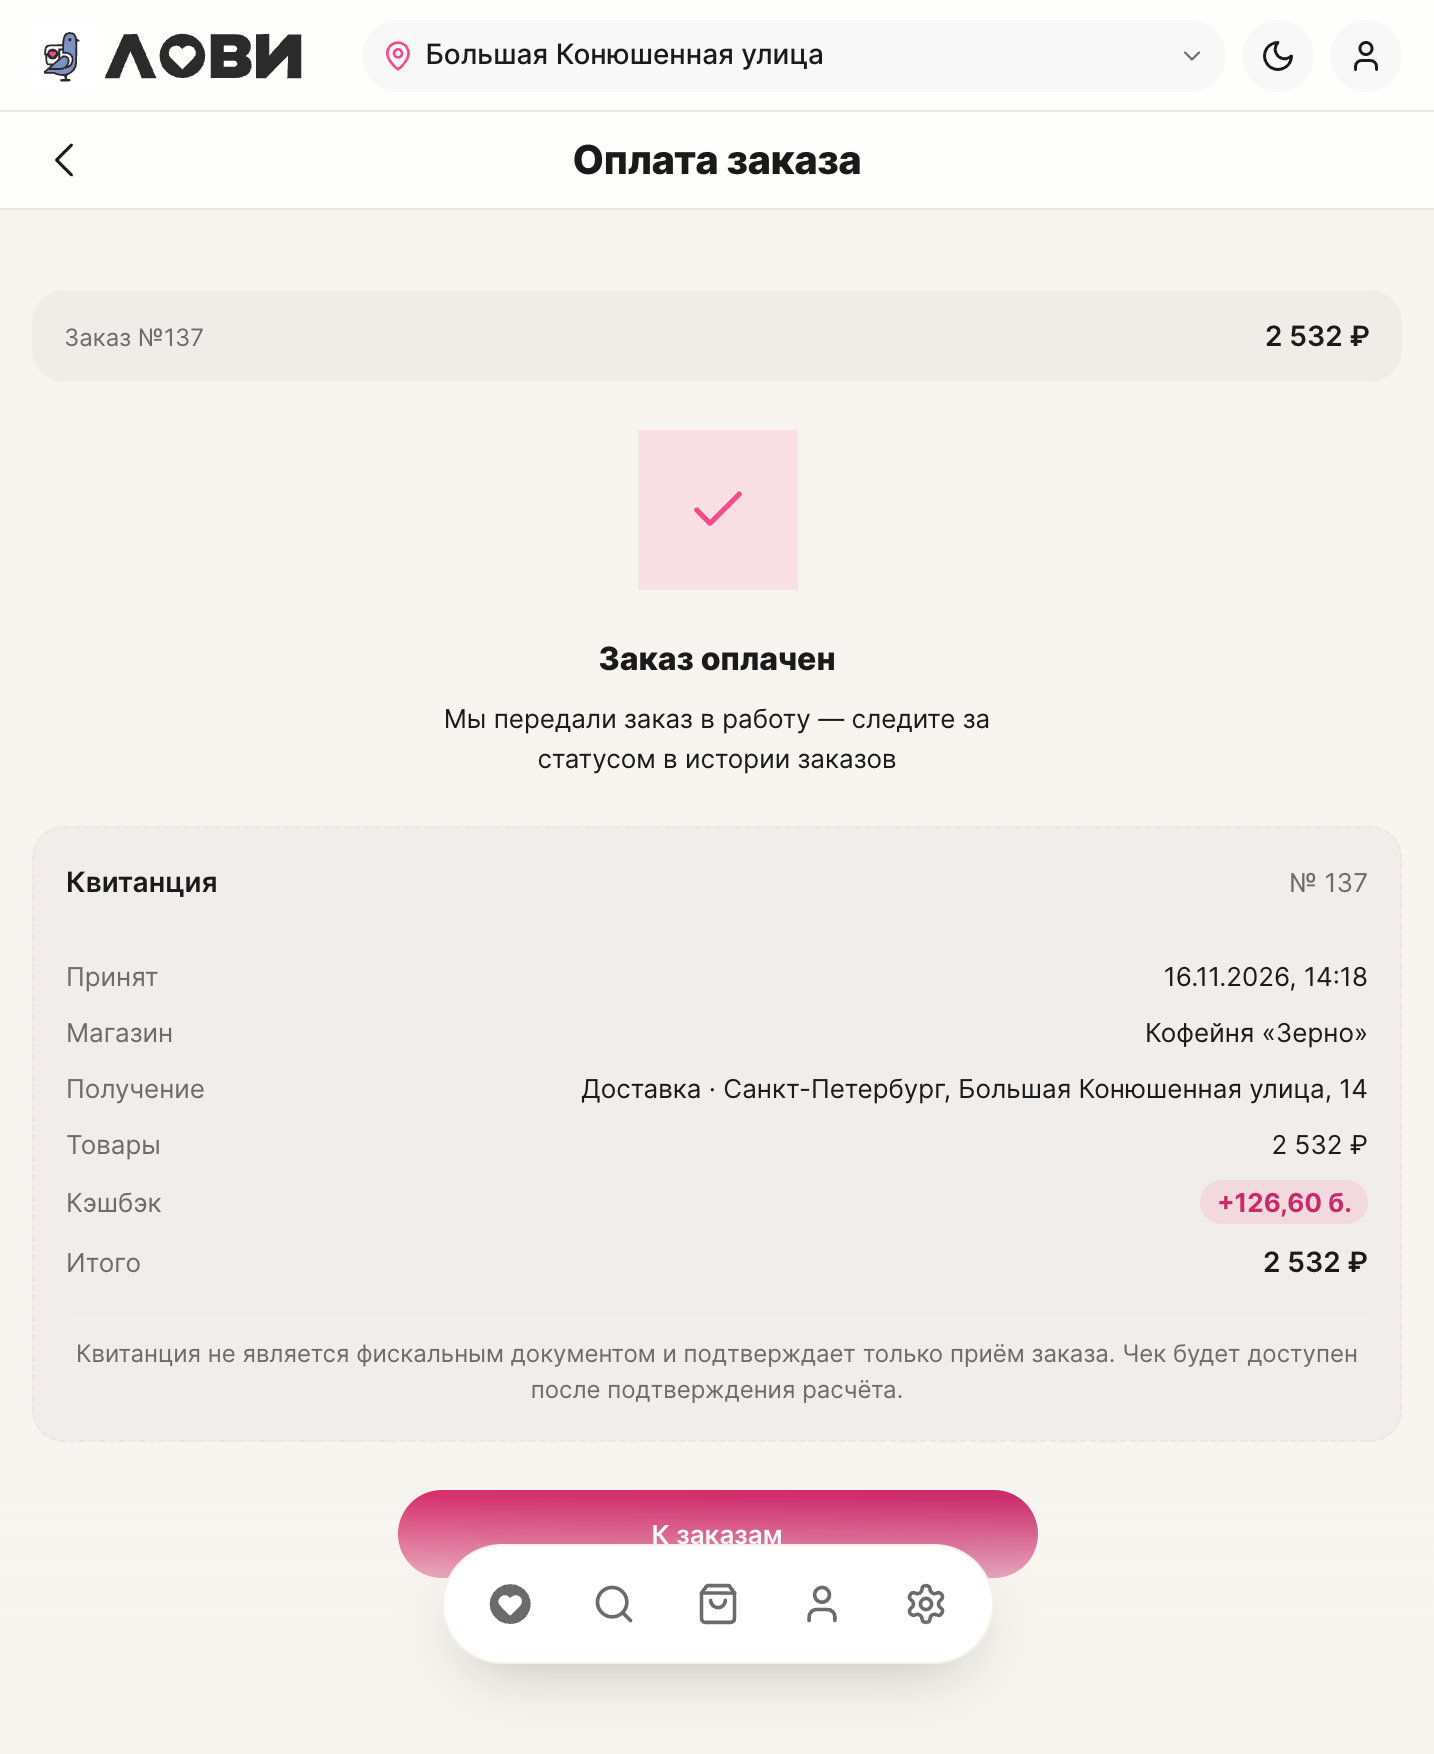 ЛОВИ
Большая Конюшенная улица
Оплата заказа
Заказ №137
2 532 ₽
Заказ оплачен
Мы передали заказ в работу — следите за
статусом в истории заказов
Квитанция
№ 137
Принят
16.11.2026, 14:18
Магазин
Кофейня «Зерно»
Получение
Доставка · Санкт-Петербург, Большая Конюшенная улица, 14
Товары
2 532 ₽
Кэшбэк
+126,60 б.
Итого
2 532 ₽
Квитанция не является фискальным документом и подтверждает только приём заказа. Чек будет доступен
после подтверждения расчёта.
К заказам